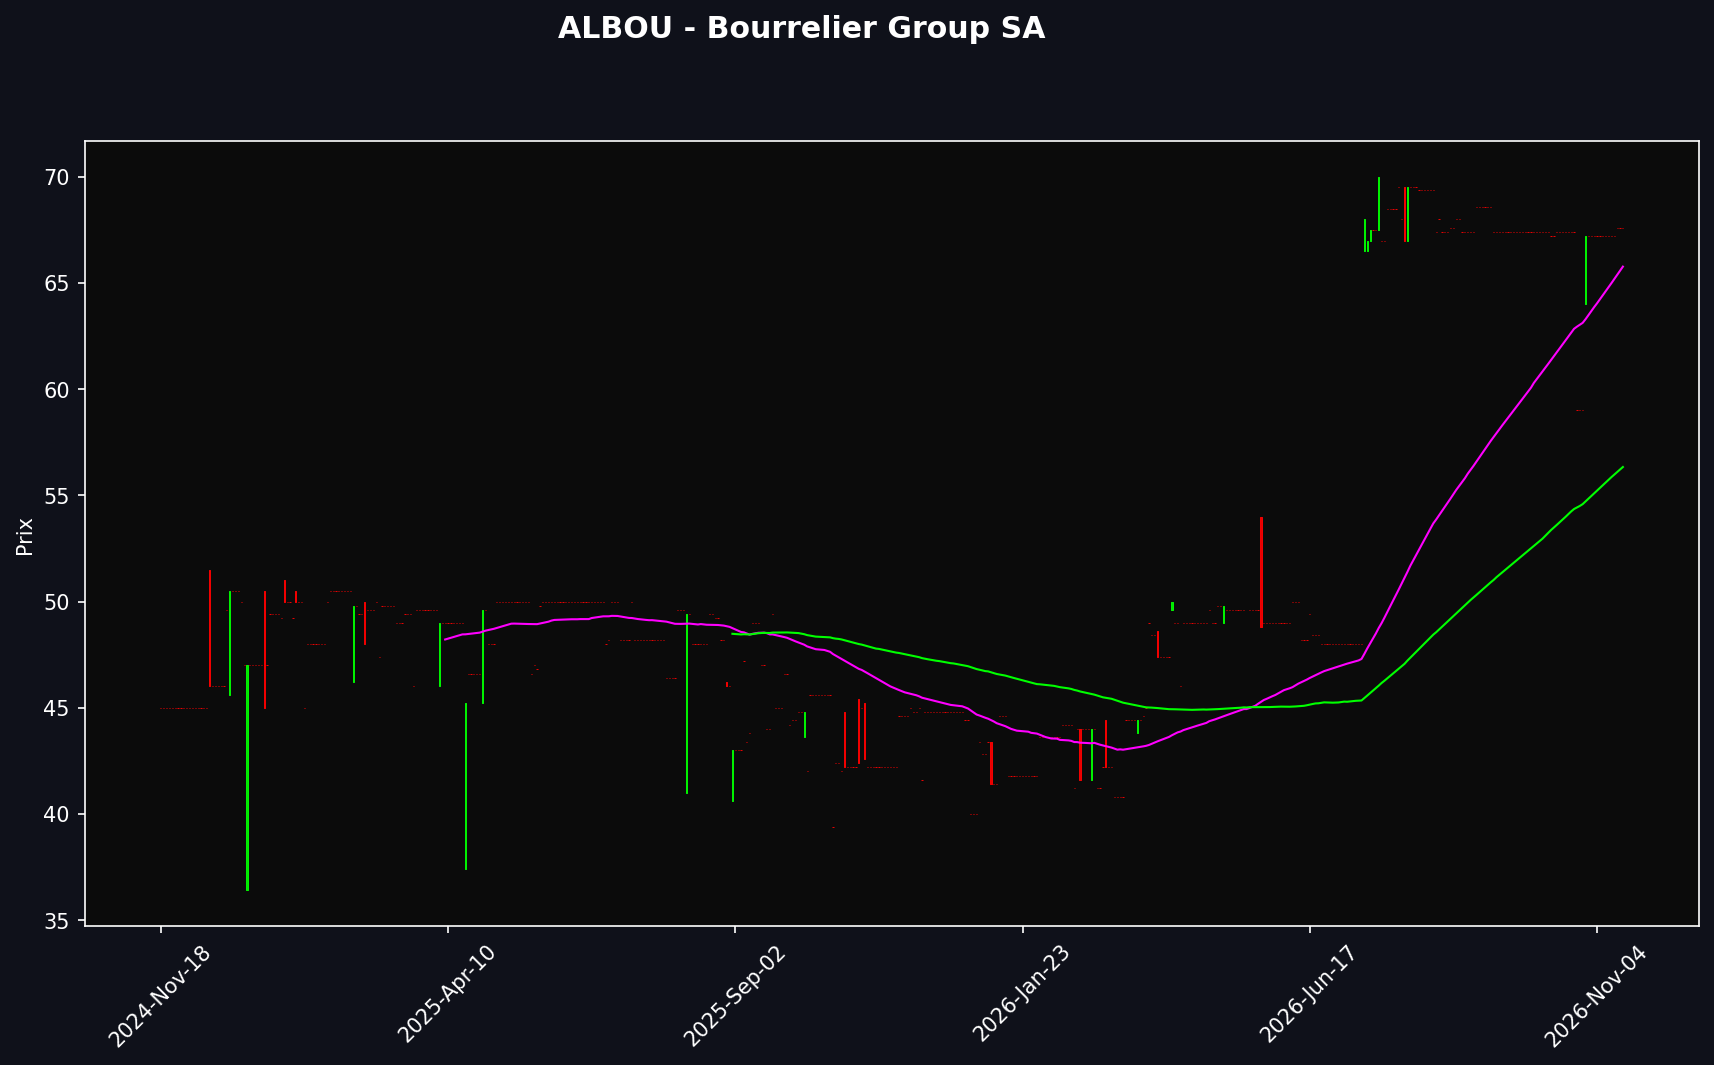 ALBOU - Bourrelier Group SA
70
65
60
55
50
45
40
35
Prix
2024-Nov-18
2025-Apr-10
2025-Sep-02
2026-Jan-23
2026-Jun-17
2026-Nov-04